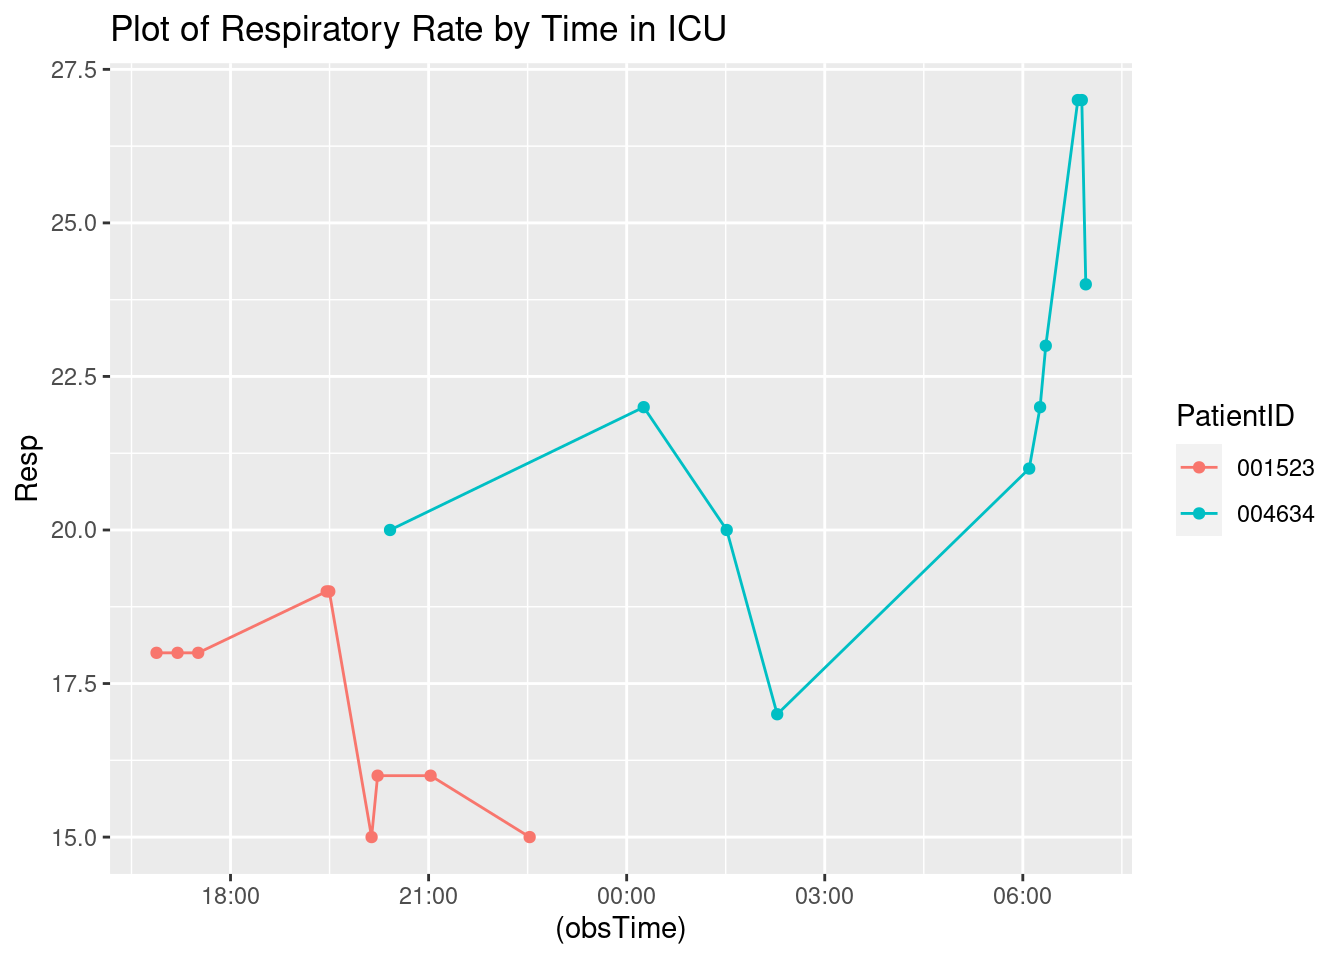 Plot of Respiratory Rate by Time in ICU
27.5
25.0
22.5
20.0
17.5
15.0
Resp
18:00 21:00 00:00 03:00 06:00
(obsTime)
PatientID
001523
004634